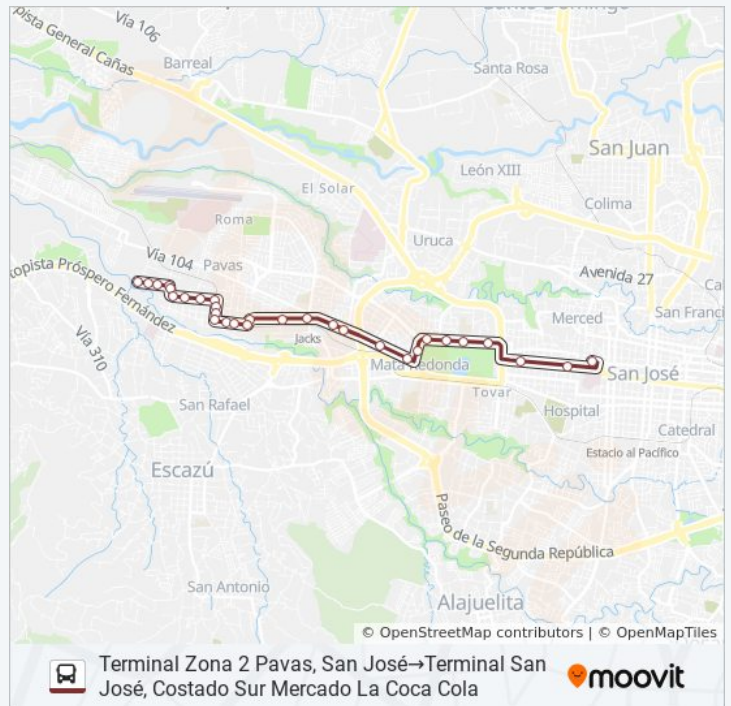 Santo Domingo
Vía 106
Autopista General Cañas
Barreal
Santa Rosa
San Juan
León XIII
El Solar
Colima
Roma
Uruca
Vía 104
Pavas
Avenida 27
topista Próspero Fernández
Merced
San Franci
Vía 310
Jacks
Mata Redonda
San José
Tovar
San Rafael
Hospital
Catedral
Estacio al Pacífico
Escazú
Paseo de la Segunda República
San Antonio
Alajuelita
© OpenStreetMap contributors | © OpenMapTiles
Terminal Zona 2 Pavas, San José→Terminal San
José, Costado Sur Mercado La Coca Cola
moovit